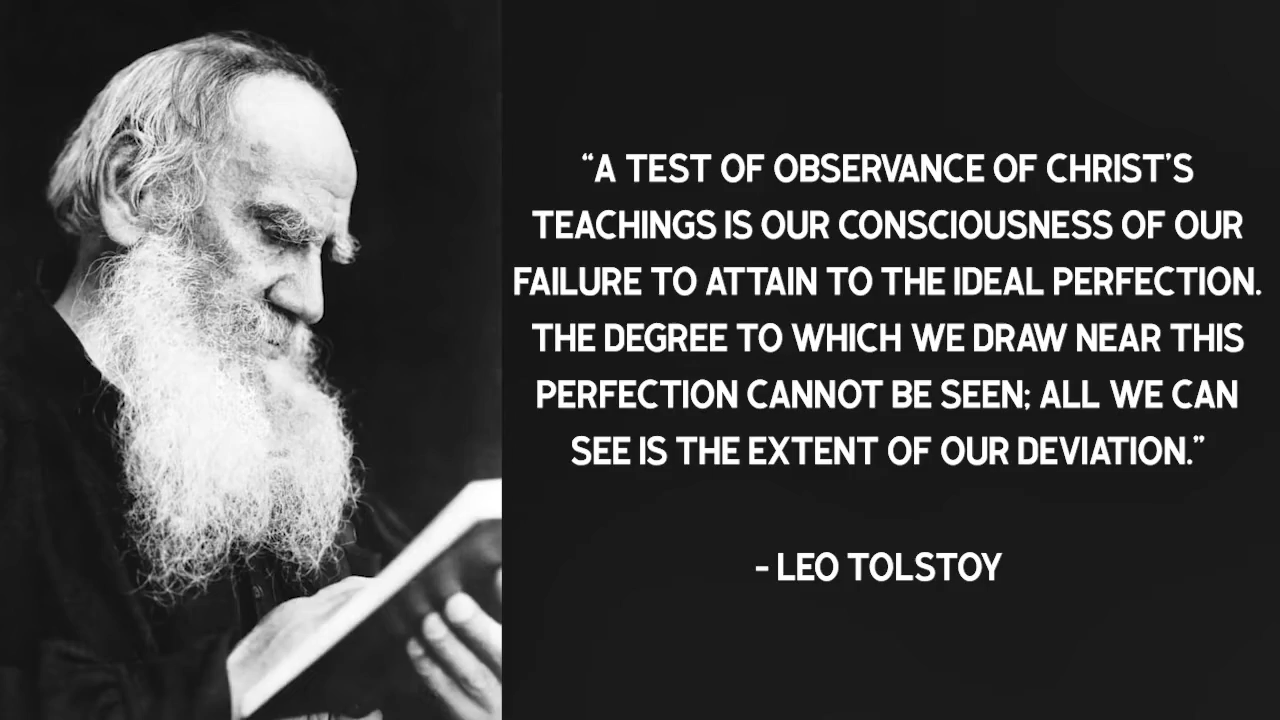 “A TEST OF OBSERVANCE OF CHRIST’S
TEACHINGS IS OUR CONSCIOUSNESS OF OUR
FAILURE TO ATTAIN TO THE IDEAL PERFECTION.
THE DEGREE TO WHICH WE DRAW NEAR THIS
PERFECTION CANNOT BE SEEN; ALL WE CAN
SEE IS THE EXTENT OF OUR DEVIATION.”
- LEO TOLSTOY